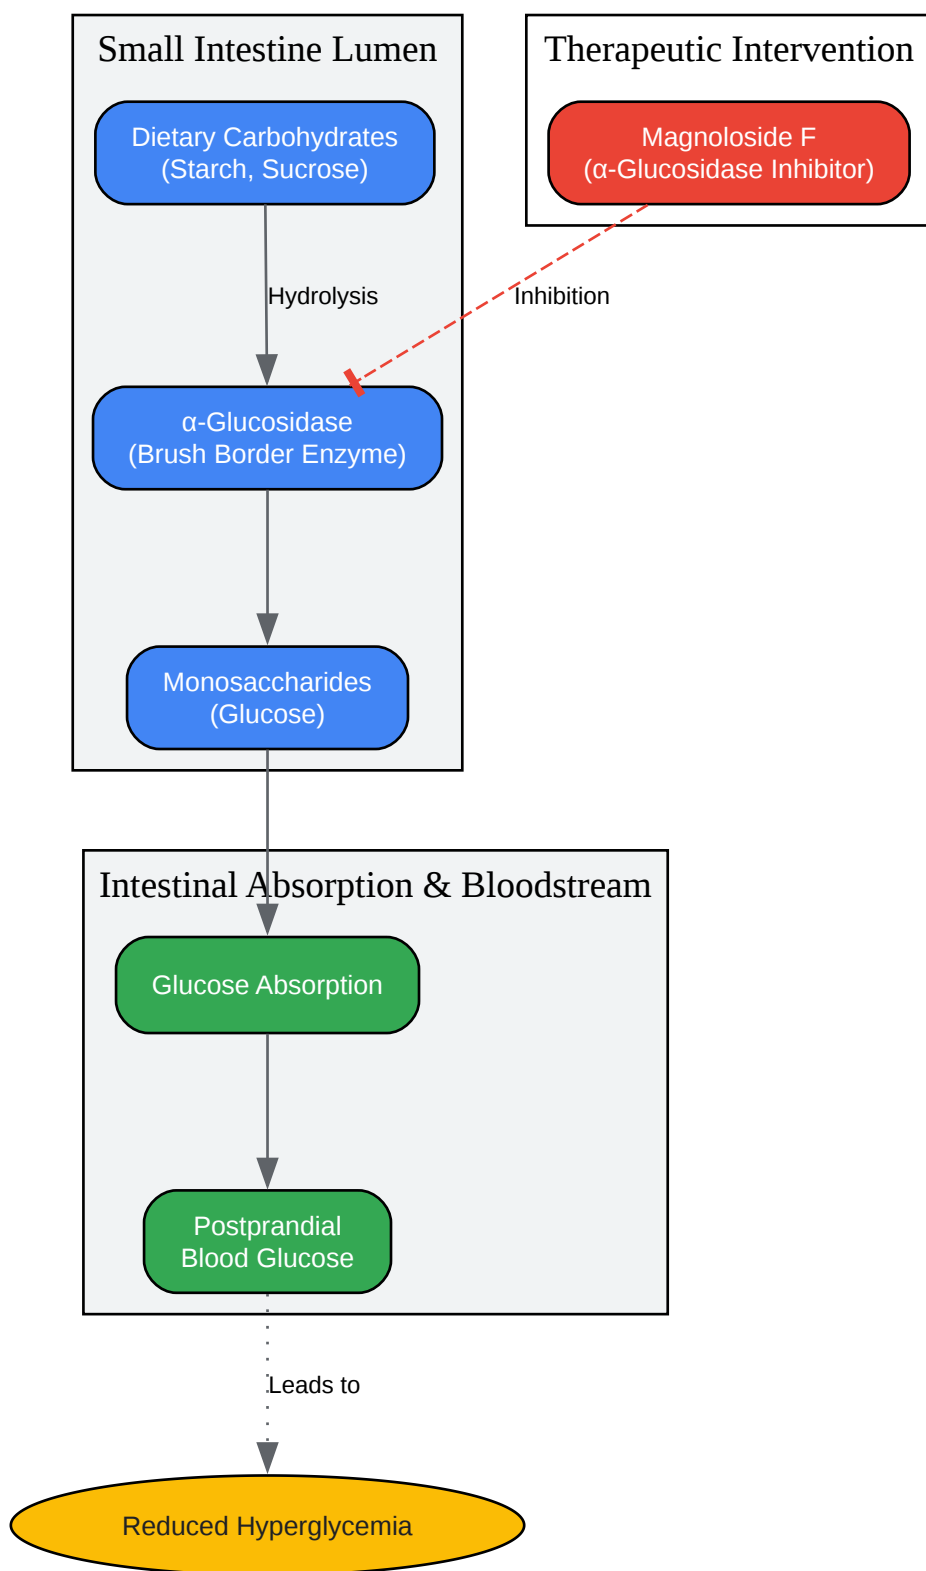 Small Intestine Lumen
Therapeutic Intervention
Dietary Carbohydrates
(Starch, Sucrose)
Magnoloside F
(α-Glucosidase Inhibitor)
Hydrolysis
Inhibition
α-Glucosidase
(Brush Border Enzyme)
Monosaccharides
(Glucose)
Intestinal Absorption & Bloodstream
Glucose Absorption
Postprandial
Blood Glucose
Leads to
Reduced Hyperglycemia